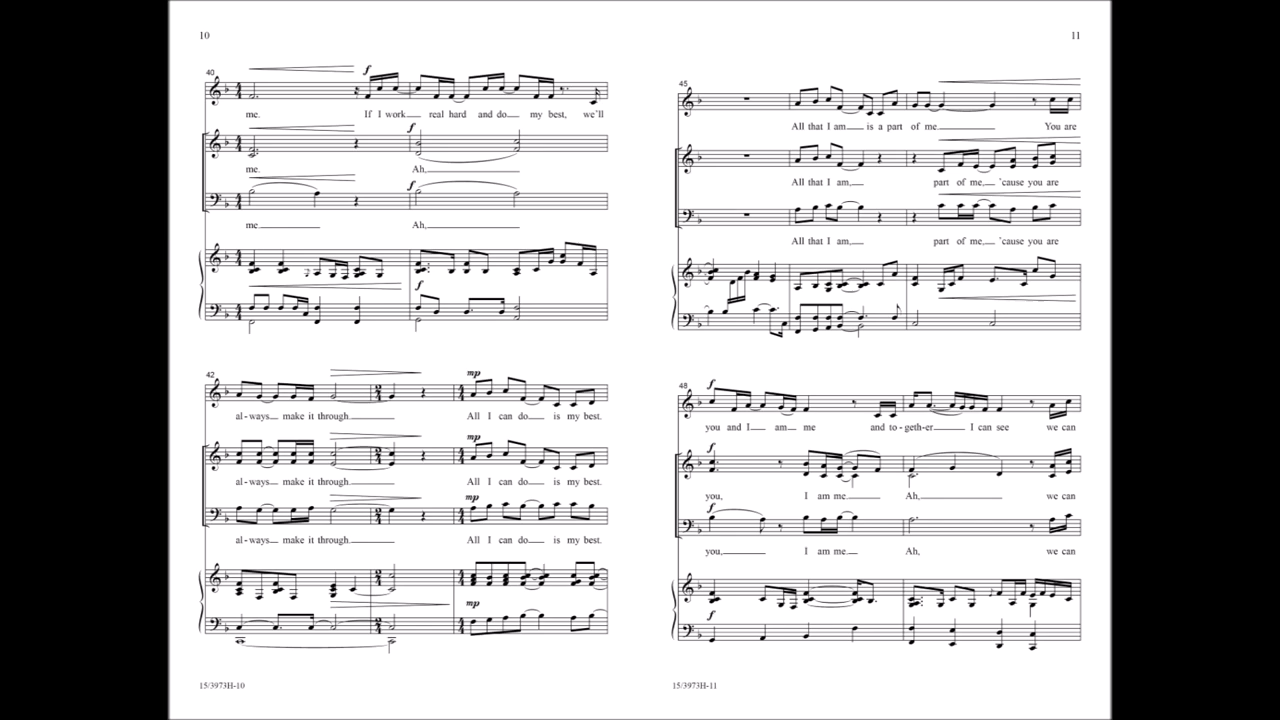 10
40
f
me. If I work real hard and do my best, we'll
f
me. Ah,
f
me Ah,
f
42
mp
al-ways make it through. All I can do is my best.
mp
al-ways make it through. All I can do is my best.
mp
al-ways make it through. All I can do is my best.
mp
15/3973H-10
11
45
All that I am is a part of me. You are
All that I am, part of me, 'cause you are
All that I am, part of me, 'cause you are
48
f
you and I am me and to-geth-er I can see we can
f
you, I am me. Ah, we can
f
you, I am me. Ah, we can
f
15/3973H-11